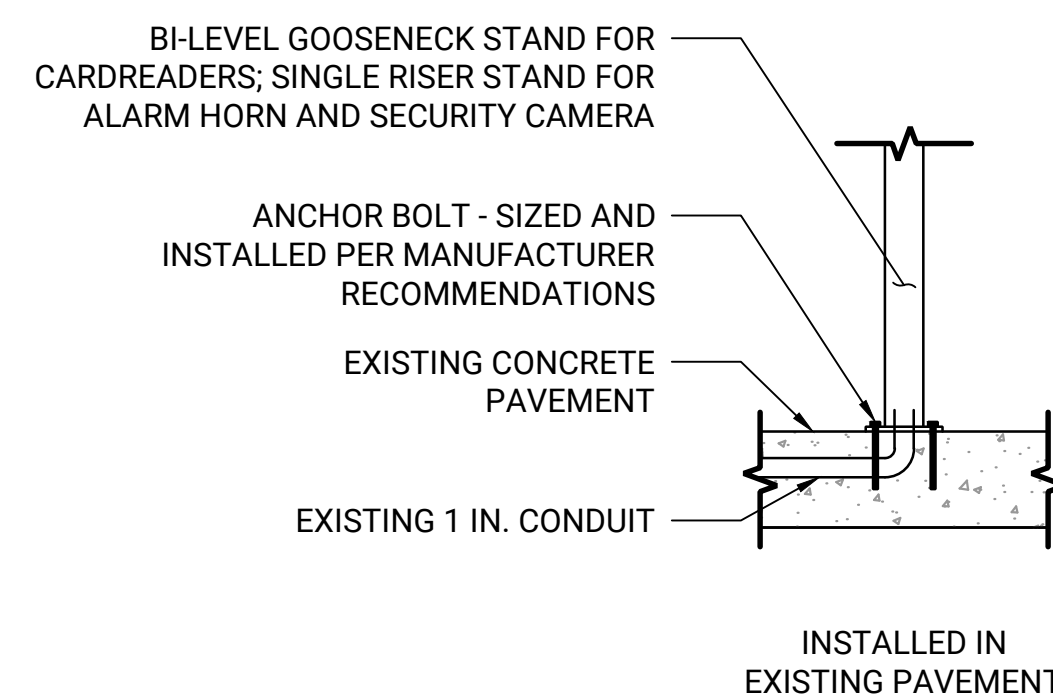 BI-LEVEL GOOSENECK STAND FOR
CARDREADERS; SINGLE RISER STAND FOR
ALARM HORN AND SECURITY CAMERA
ANCHOR BOLT - SIZED AND
INSTALLED PER MANUFACTURER
RECOMMENDATIONS
EXISTING CONCRETE
PAVEMENT
EXISTING 1 IN. CONDUIT
INSTALLED IN
EXISTING PAVEMENT